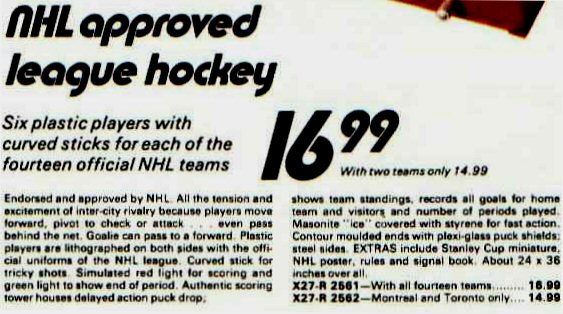 NHL approved
league hockey
Six plastic players with
curved sticks for each of the
fourteen official NHL teams
16 99
With two teams only 14.99
Endorsed and approved by NHL. All the tension and
excitement of inter-city rivalry because players move
forward, pivot to check or attack . . . even pass
behind the net. Goalie can pass to a forward. Plastic
players are lithographed on both sides with the offi-
cial uniforms of the NHL league. Curved stick for
tricky shots. Simulated red light for scoring and
green light to show end of period. Authentic scoring
tower houses delayed action puck drop;
shows team standings, records all goals for home
team and visitors and number of periods played.
Masonite "ice" covered with styrene for fast action.
Contour moulded ends with plexi-glass puck shields;
steel sides. EXTRAS include Stanley Cup miniature,
NHL poster, rules and signal book. About 24 x 36
inches over all.
X27-R 2561—With all fourteen teams......... 16.99
X27-R 2562—Montreal and Toronto only.... 14.99